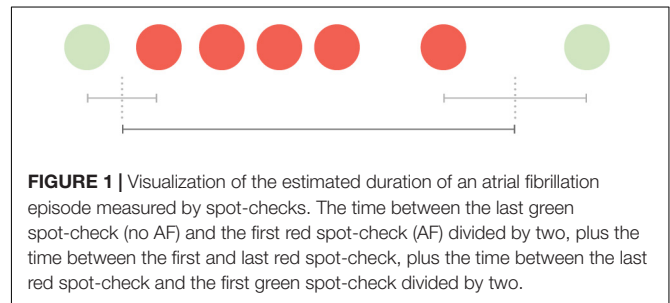 FIGURE 1 | Visualization of the estimated duration of an atrial fibrillation
episode measured by spot-checks. The time between the last green
spot-check (no AF) and the first red spot-check (AF) divided by two, plus the
time between the first and last red spot-check, plus the time between the last
red spot-check and the first green spot-check divided by two.